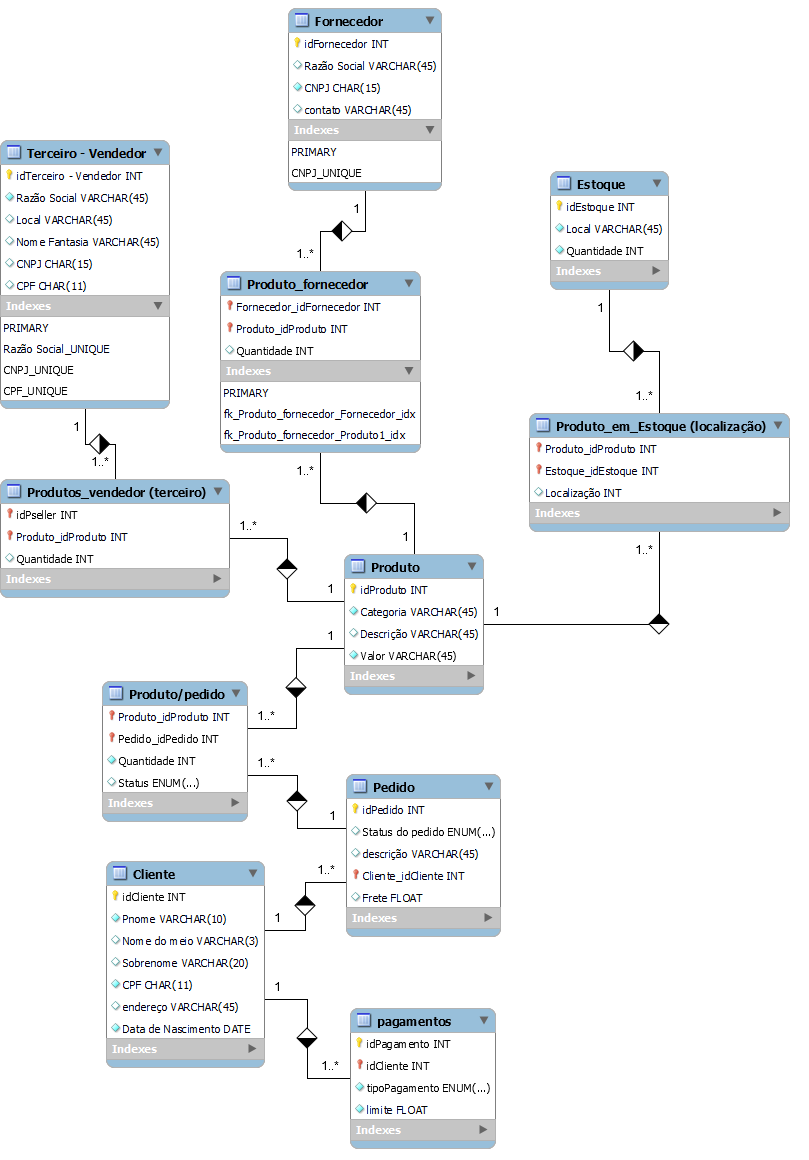 Fornecedor
idFornecedor INT
Razão Social VARCHAR(45)
CNPJ CHAR(15)
contato VARCHAR(45)
Indexes
PRIMARY
CNPJ_UNIQUE
Terceiro - Vendedor
idTerceiro - Vendedor INT
Razão Social VARCHAR(45)
Local VARCHAR(45)
Nome Fantasia VARCHAR(45)
CNPJ CHAR(15)
CPF CHAR(11)
Indexes
PRIMARY
Razão Social_UNIQUE
CNPJ_UNIQUE
CPF_UNIQUE
Estoque
idEstoque INT
Local VARCHAR(45)
Quantidade INT
Indexes
1
1..*
Produto_fornecedor
Fornecedor_idFornecedor INT
Produto_idProduto INT
Quantidade INT
Indexes
PRIMARY
fk_Produto_fornecedor_Fornecedor_idx
fk_Produto_fornecedor_Produto1_idx
1
1..*
Produto_em_Estoque (localização)
Produto_idProduto INT
Estoque_idEstoque INT
Localização INT
Indexes
1
1..*
Produtos_vendedor (terceiro)
idPseller INT
Produto_idProduto INT
Quantidade INT
Indexes
1..*
1
1..*
1
1..*
1
Produto
idProduto INT
Categoria VARCHAR(45)
Descrição VARCHAR(45)
Valor VARCHAR(45)
Indexes
1
1..*
Produto/pedido
Produto_idProduto INT
Pedido_idPedido INT
Quantidade INT
Status ENUM(...)
Indexes
1..*
1
Pedido
idPedido INT
Status do pedido ENUM(...)
descrição VARCHAR(45)
Cliente_idCliente INT
Frete FLOAT
Indexes
1..*
1
Cliente
idCliente INT
Pnome VARCHAR(10)
Nome do meio VARCHAR(3)
Sobrenome VARCHAR(20)
CPF CHAR(11)
endereço VARCHAR(45)
Data de Nascimento DATE
Indexes
1
1..*
pagamentos
idPagamento INT
idCliente INT
tipoPagamento ENUM(...)
limite FLOAT
Indexes